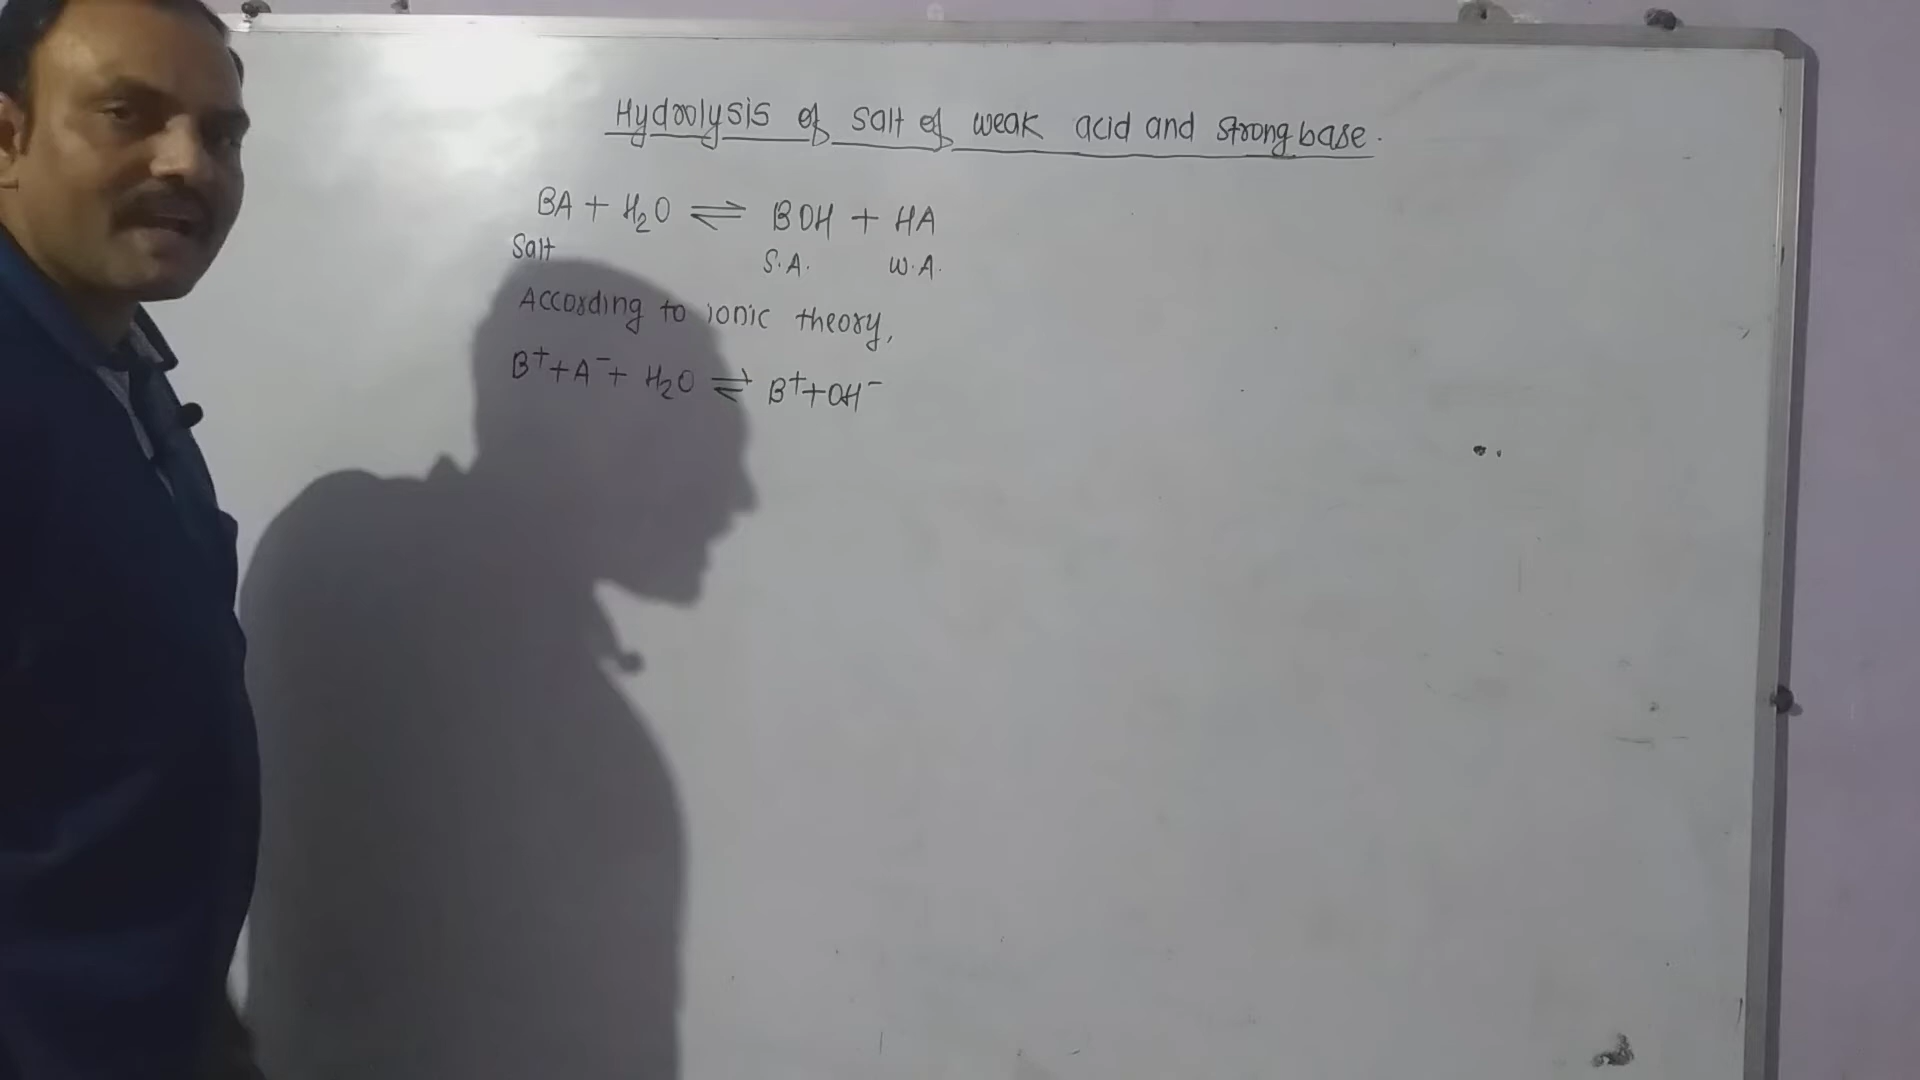 Hydrolysis of salt of weak acid and strong base.
BA + H₂O ⇌ BOH + HA
Salt S.A. W.A.
According to ionic theory,
B⁺ + A⁻ + H₂O ⇌ B⁺ + OH⁻